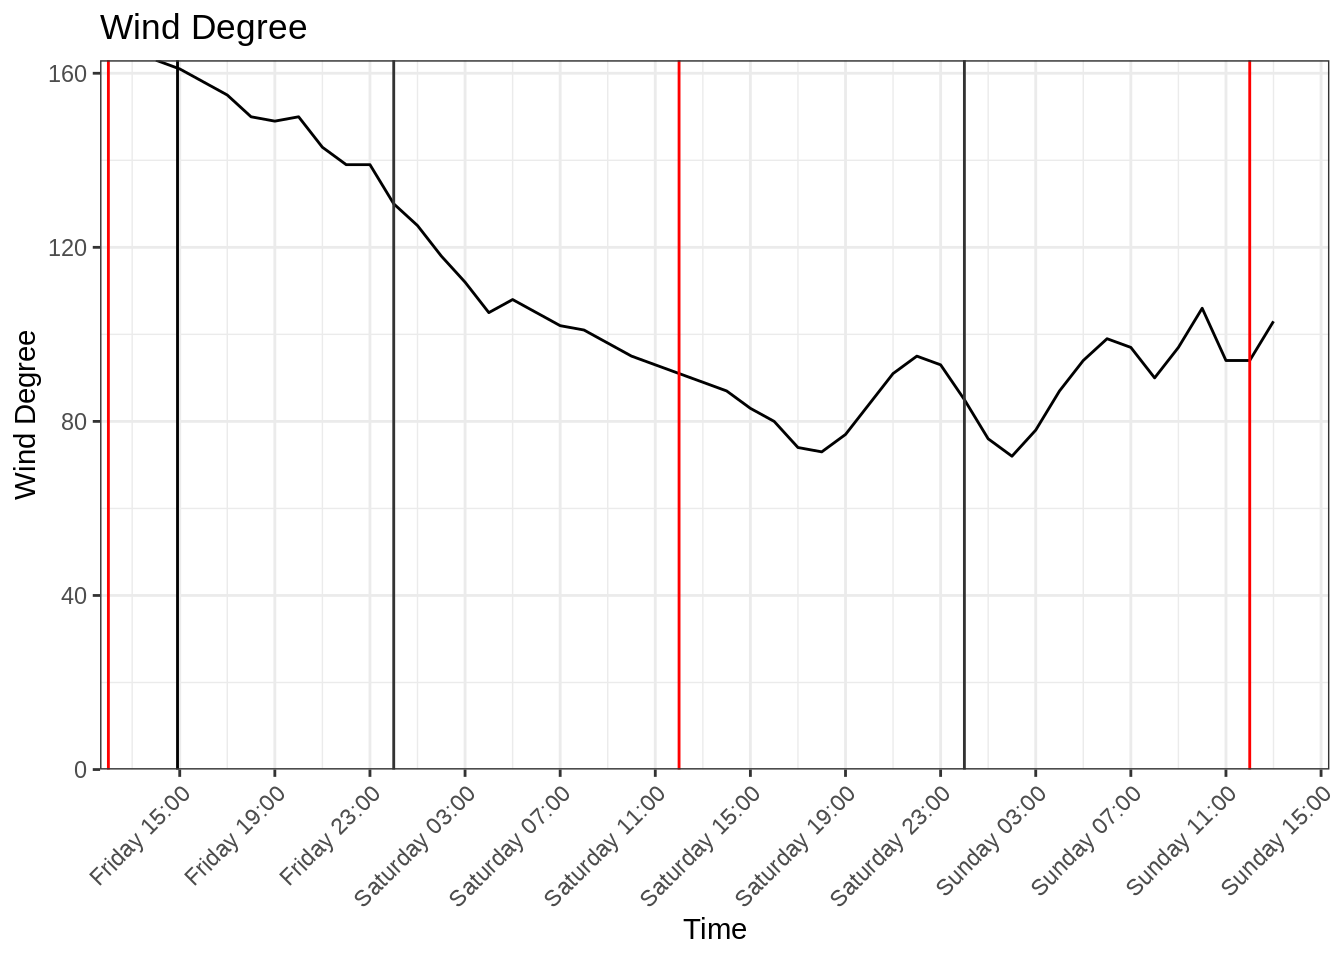 Wind Degree
160
120
80
40
0
Wind Degree
Friday 15:00
Friday 19:00
Friday 23:00
Saturday 03:00
Saturday 07:00
Saturday 11:00
Saturday 15:00
Saturday 19:00
Saturday 23:00
Sunday 03:00
Sunday 07:00
Sunday 11:00
Sunday 15:00
Time